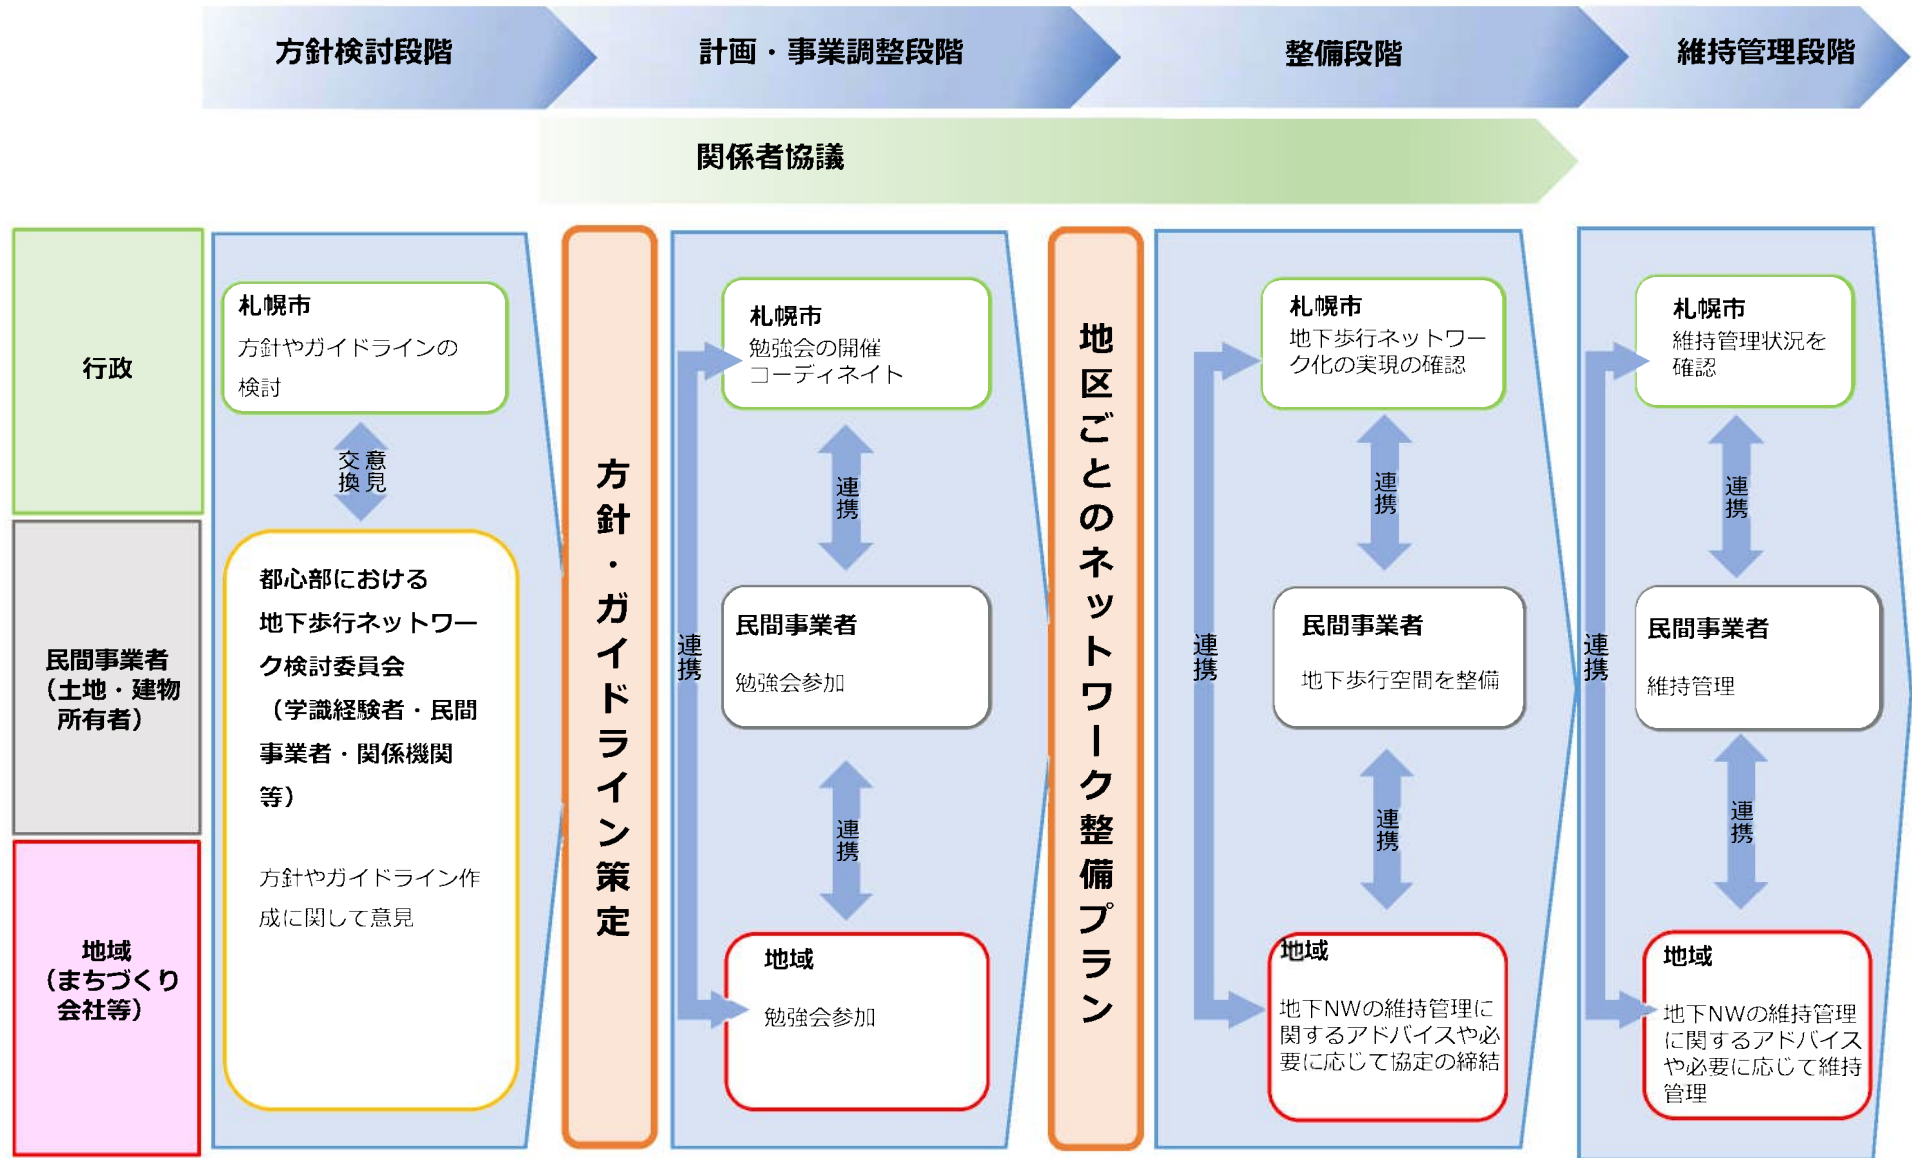 方針検討段階
計画・事業調整段階
整備段階
維持管理段階
関係者協議
行政
民間事業者
（土地・建物
所有者）
地域
（まちづくり
会社等）
札幌市
方針やガイドラインの
検討
意見
交換
都心部における
地下歩行ネットワー
ク検討委員会
（学識経験者・民間
事業者・関係機関
等）
方針やガイドライン作
成に関して意見
方針・ガイドライン策定
札幌市
勉強会の開催
コーディネイト
連携
連携
民間事業者
勉強会参加
連携
地域
勉強会参加
地区ごとのネットワーク整備プラン
札幌市
地下歩行ネットワー
ク化の実現の確認
連携
連携
民間事業者
地下歩行空間を整備
連携
地域
地下NWの維持管理に
関するアドバイスや必
要に応じて協定の締結
札幌市
維持管理状況を
確認
連携
連携
民間事業者
維持管理
連携
地域
地下NWの維持管理
に関するアドバイス
や必要に応じて維持
管理